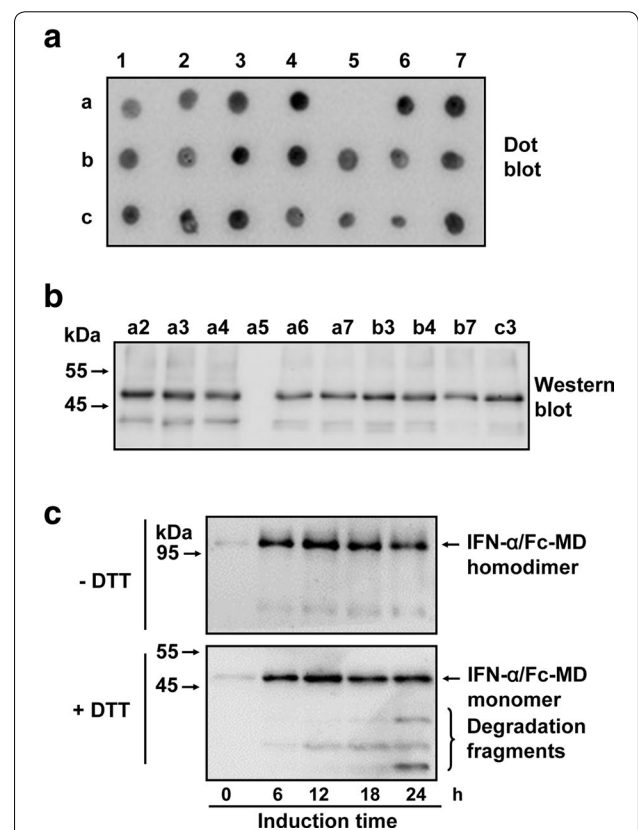 a
1 2 3 4 5 6 7
a
b
c
Dot
blot
b
kDa
a2 a3 a4 a5 a6 a7 b3 b4 b7 c3
55
45
Western
blot
c
kDa
95
- DTT
IFN-α/Fc-MD
homodimer
55
45
+ DTT
IFN-α/Fc-MD
monomer
Degradation
fragments
0 6 12 18 24 h
Induction time